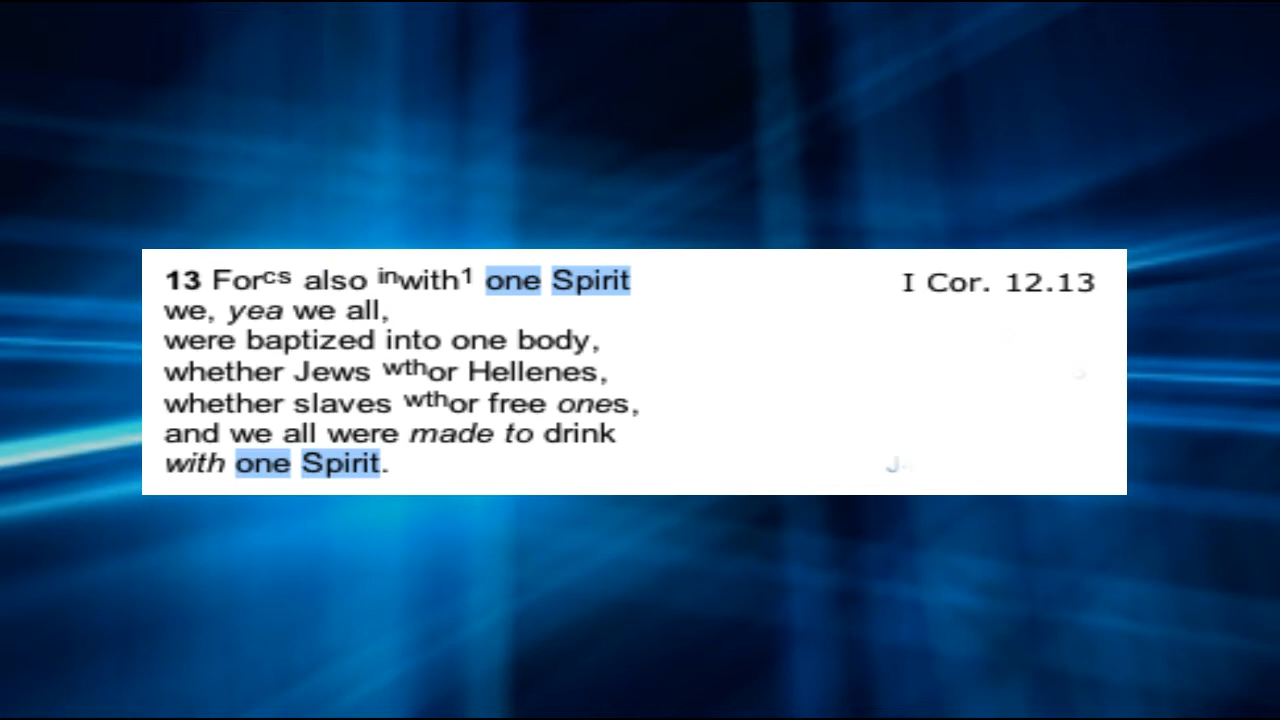 13 Forcs also inwith1 one Spirit
I Cor. 12.13
we, yea we all,
were baptized into one body,
whether Jews wthor Hellenes,
whether slaves wthor free ones,
and we all were made to drink
with one Spirit.